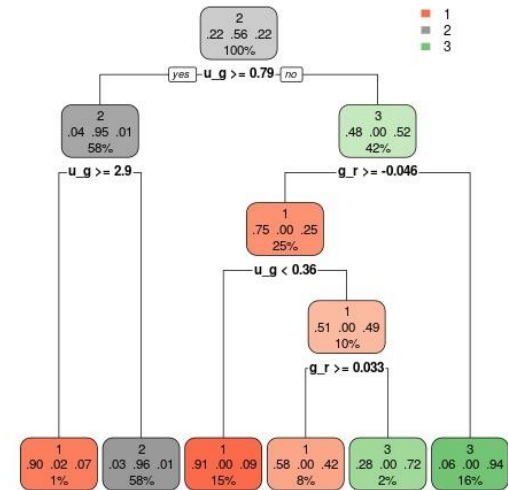 2
.22 .56 .22
100%
1
2
3
yes u_g >= 0.79 no
2
.04 .95 .01
58%
3
.48 .00 .52
42%
u_g >= 2.9
g_r >= -0.046
1
.75 .00 .25
25%
u_g < 0.36
1
.51 .00 .49
10%
g_r >= 0.033
1
.90 .02 .07
1%
2
.03 .96 .01
58%
1
.91 .00 .09
15%
1
.58 .00 .42
8%
3
.28 .00 .72
2%
3
.06 .00 .94
16%